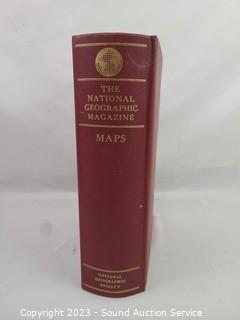 THE
NATIONAL
GEOGRAPHIC
MAGAZINE
MAPS
NATIONAL
GEOGRAPHIC
SOCIETY
Copyright © 2023 - Sound Auction Service